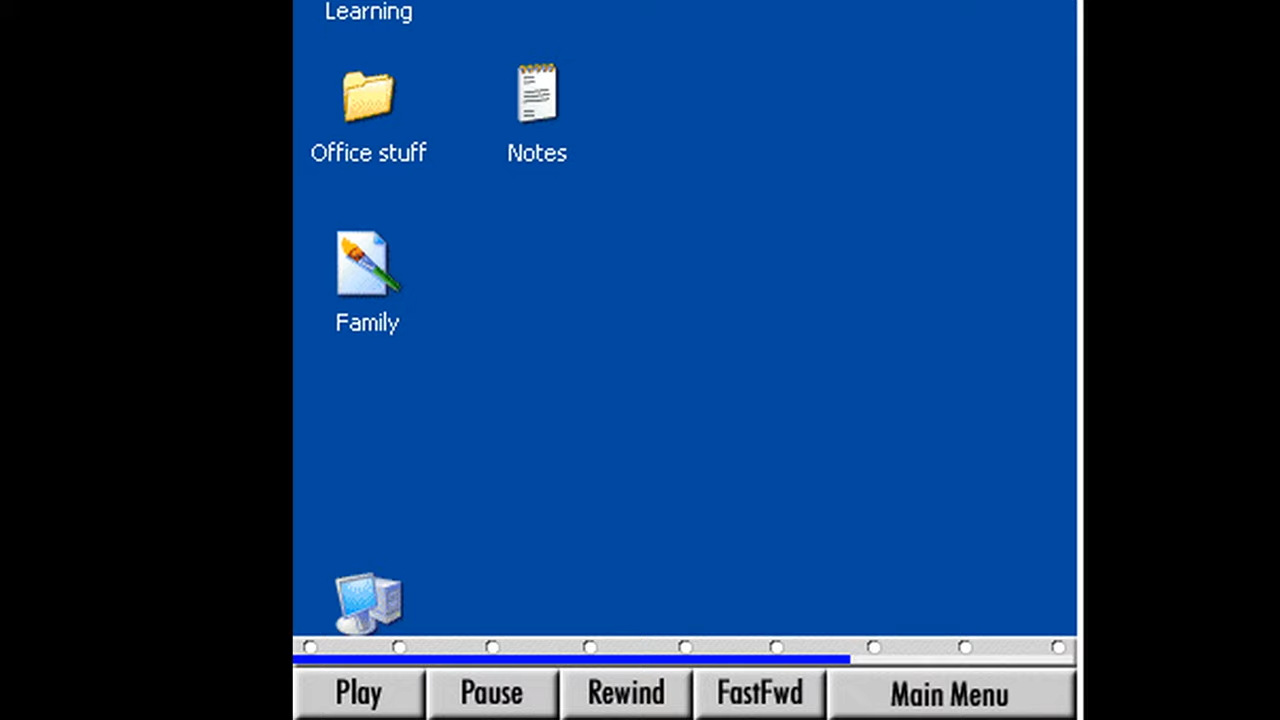 Learning
Office stuff
Notes
Family
Play
Pause
Rewind
FastFwd
Main Menu